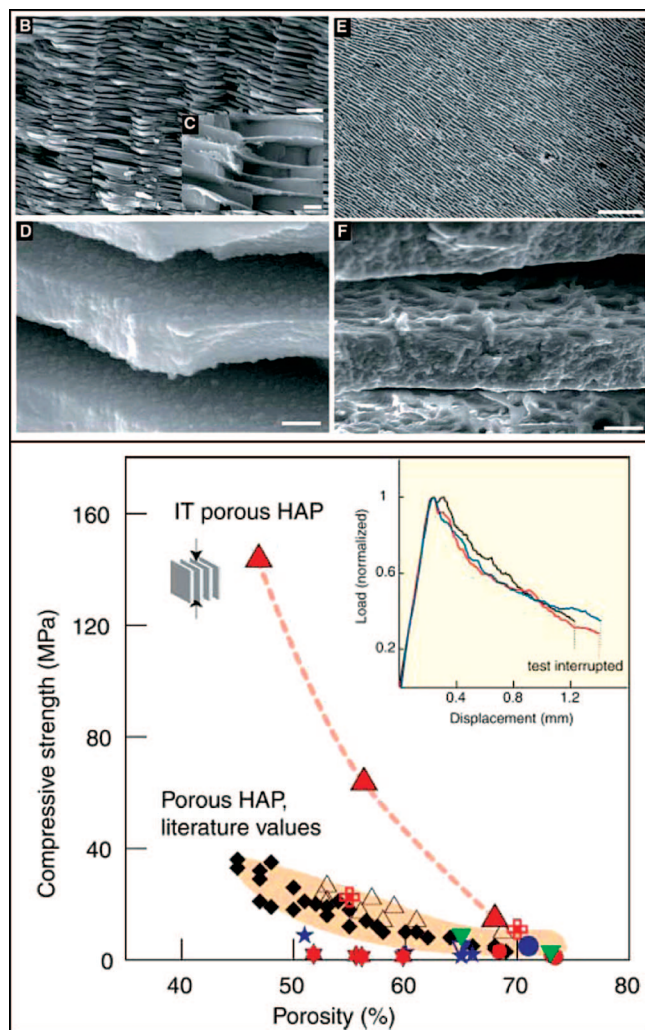 B
E
C
D
F
160
120
80
40
0
Compressive strength (MPa)
IT porous HAP
Porous HAP,
literature values
1
0.6
0.2
Load (normalized)
test interrupted
0.4 0.8 1.2
Displacement (mm)
40 50 60 70 80
Porosity (%)